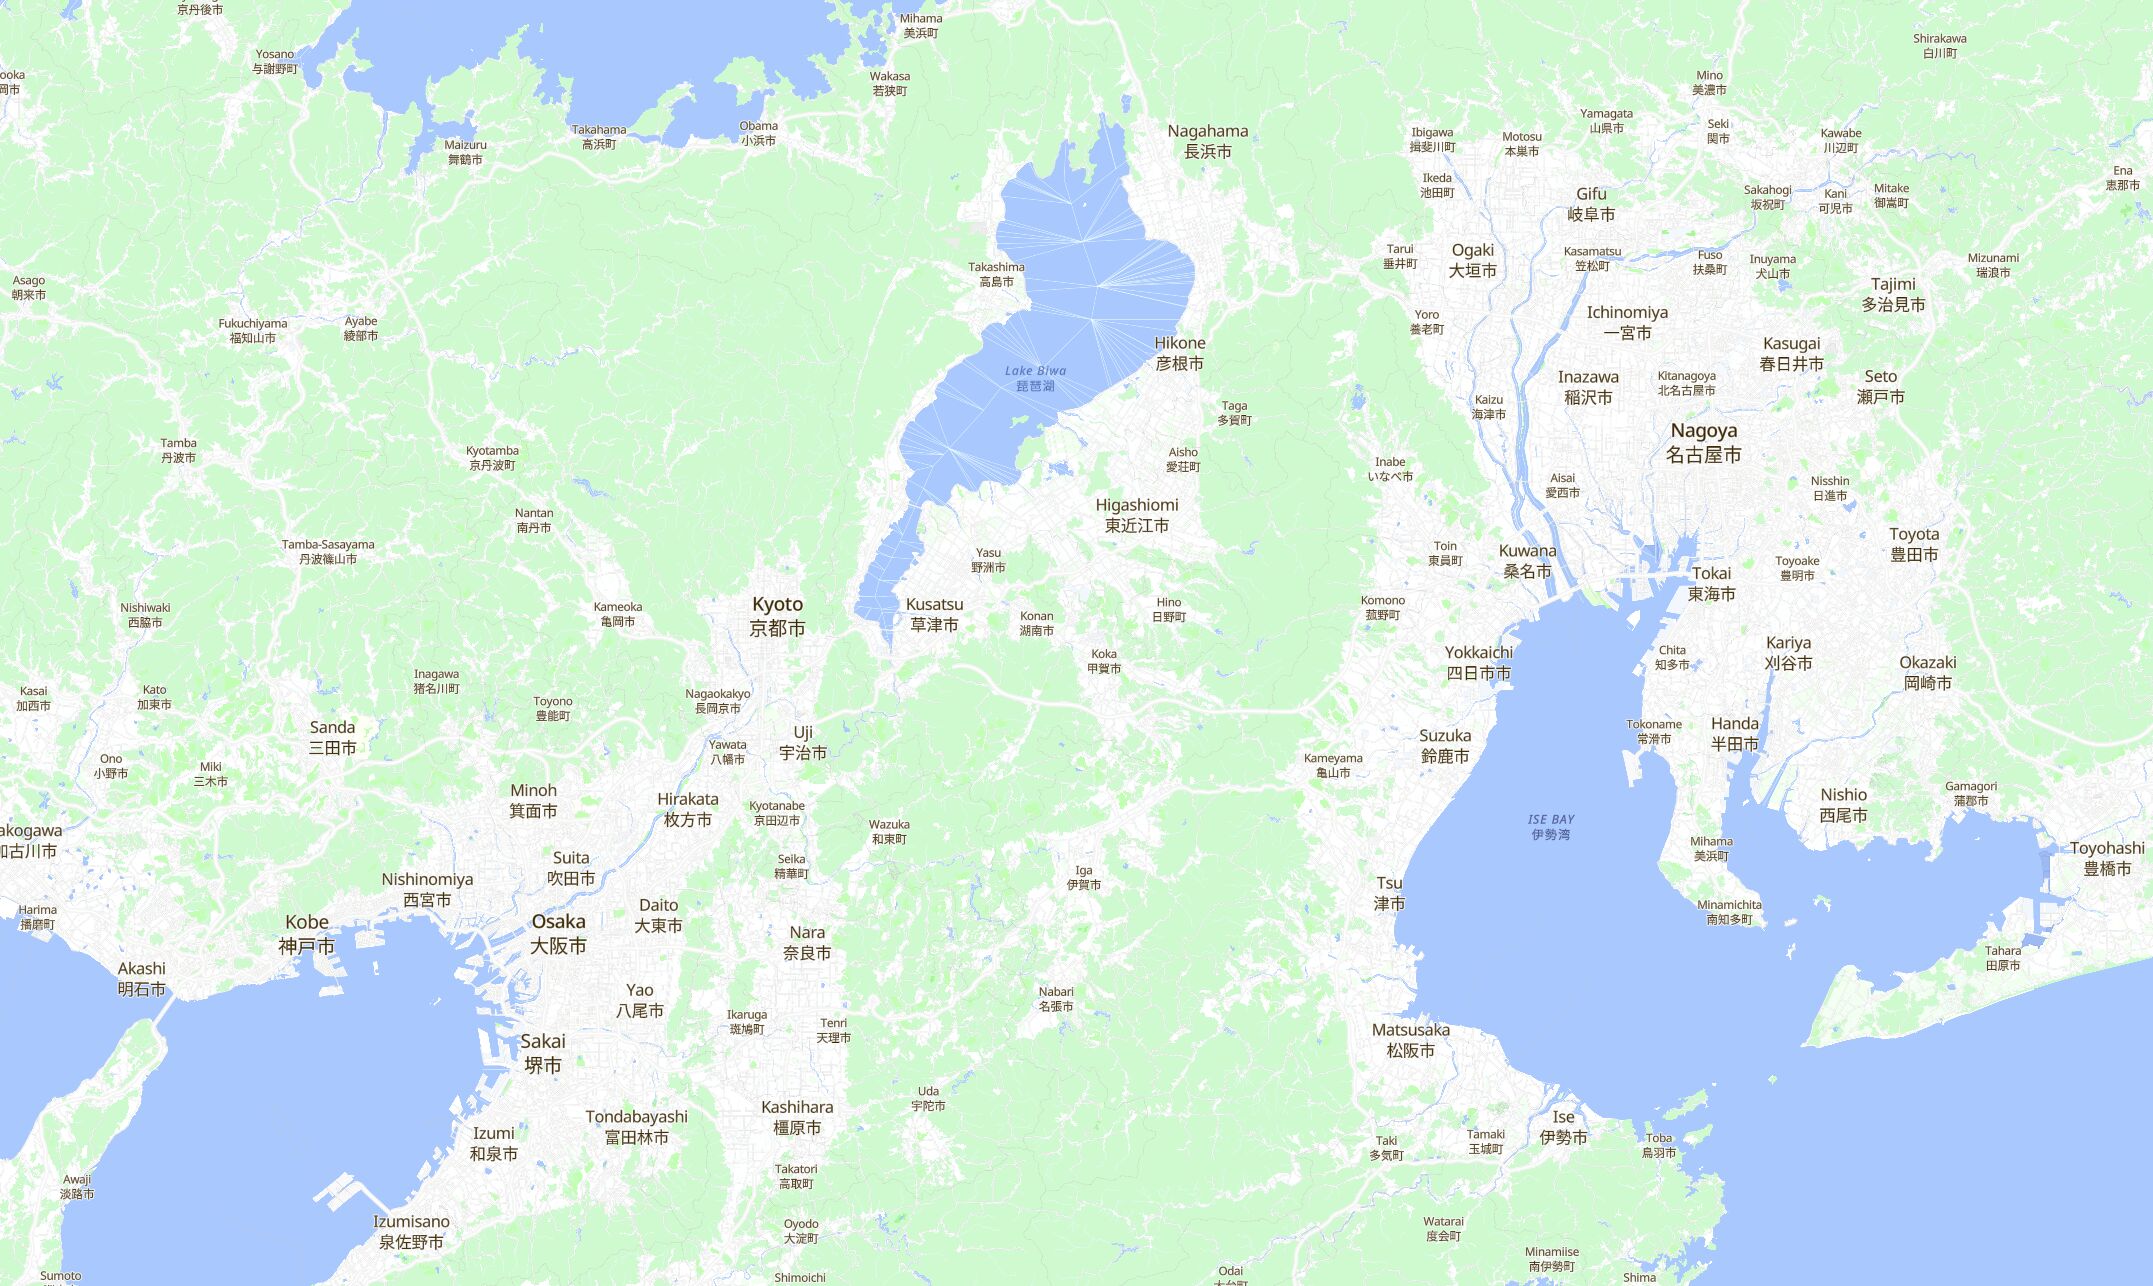 京丹後市
Mihama
美浜町
Yosano
与謝野町
Shirakawa
白川町
ooka
岡市
Wakasa
若狭町
Mino
美濃市
Maizuru
舞鶴市
Takahama
高浜町
Obama
小浜市
Nagahama
長浜市
Ibigawa
揖斐川町
Motosu
本巣市
Yamagata
山県市
Seki
関市
Kawabe
川辺町
Ikeda
池田町
Gifu
岐阜市
Sakahogi
坂祝町
Kani
可児市
Mitake
御嵩町
Ena
恵那市
Asago
朝来市
Takashima
高島市
Tarui
垂井町
Ogaki
大垣市
Kasamatsu
笠松町
Fuso
扶桑町
Inuyama
犬山市
Tajimi
多治見市
Mizunami
瑞浪市
Fukuchiyama
福知山市
Ayabe
綾部市
Hikone
彦根市
Yoro
養老町
Ichinomiya
一宮市
Kasugai
春日井市
Lake Biwa
琵琶湖
Taga
多賀町
Kaizu
海津市
Inazawa
稲沢市
Kitanagoya
北名古屋市
Seto
瀬戸市
Tamba
丹波市
Kyotamba
京丹波町
Aisho
愛荘町
Inabe
いなべ市
Nagoya
名古屋市
Nantan
南丹市
Higashiomi
東近江市
Aisai
愛西市
Nisshin
日進市
Tamba-Sasayama
丹波篠山市
Yasu
野洲市
Toin
東員町
Kuwana
桑名市
Tokai
東海市
Toyoake
豊明市
Toyota
豊田市
Nishiwaki
西脇市
Kameoka
亀岡市
Kyoto
京都市
Kusatsu
草津市
Konan
湖南市
Hino
日野町
Komono
菰野町
Inagawa
猪名川町
Koka
甲賀市
Yokkaichi
四日市市
Chita
知多市
Kariya
刈谷市
Okazaki
岡崎市
Kasai
加西市
Kato
加東市
Toyono
豊能町
Nagaokakyo
長岡京市
Sanda
三田市
Uji
宇治市
Yawata
八幡市
Suzuka
鈴鹿市
Tokoname
常滑市
Handa
半田市
Ono
小野市
Miki
三木市
Kameyama
亀山市
Minoh
箕面市
Hirakata
枚方市
Kyotanabe
京田辺市
Wazuka
和束町
ISE BAY
伊勢湾
Nishio
西尾市
Gamagori
蒲郡市
akogawa
加古川市
Suita
吹田市
Seika
精華町
Iga
伊賀市
Mihama
美浜町
Toyohashi
豊橋市
Nishinomiya
西宮市
Tsu
津市
Harima
播磨町
Kobe
神戸市
Osaka
大阪市
Daito
大東市
Nara
奈良市
Minamichita
南知多町
Akashi
明石市
Tahara
田原市
Yao
八尾市
Nabari
名張市
Ikaruga
斑鳩町
Tenri
天理市
Sakai
堺市
Matsusaka
松阪市
Uda
宇陀市
Tondabayashi
富田林市
Kashihara
橿原市
Ise
伊勢市
Izumi
和泉市
Taki
多気町
Tamaki
玉城町
Toba
鳥羽市
Awaji
淡路市
Takatori
高取町
Izumisano
泉佐野市
Oyodo
大淀町
Watarai
度会町
Minamiise
南伊勢町
Sumoto
Shimoichi
Odai
Shima